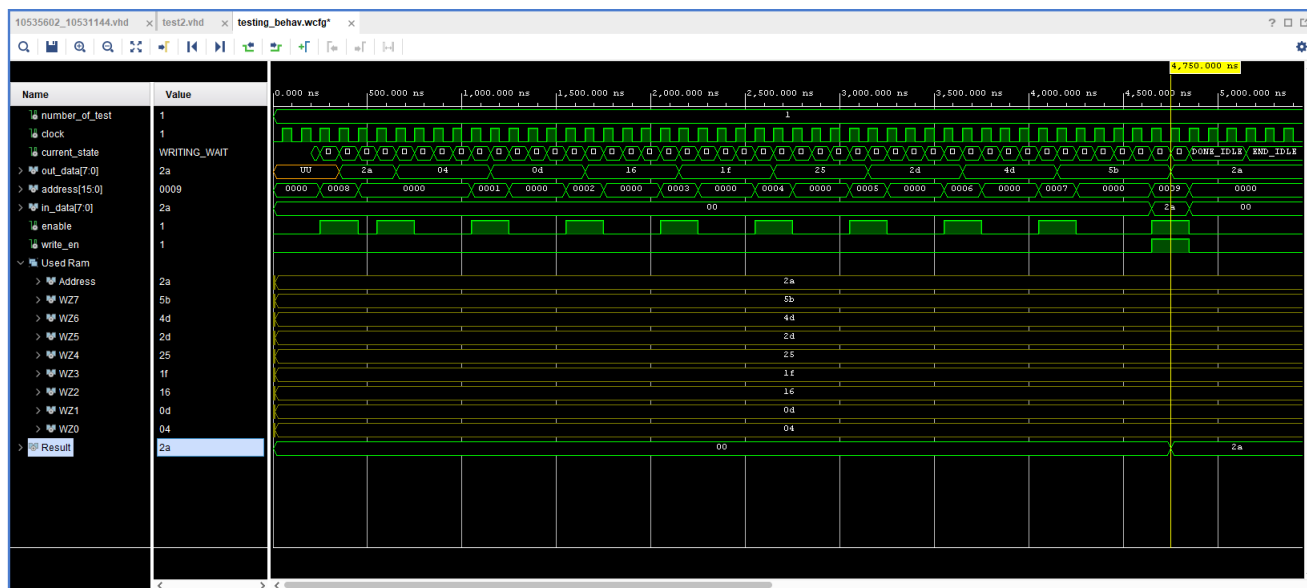 10535602_10531144.vhd × test2.vhd × testing_behav.wcfg* ×
4,750.000 ns
Name Value 0.000 ns 500.000 ns 1,000.000 ns 1,500.000 ns 2,000.000 ns 2,500.000 ns 3,000.000 ns 3,500.000 ns 4,000.000 ns 4,500.000 ns 5,000.000 ns
number_of_test 1 1
clock 1
current_state WRITING_WAIT DONE_IDLE END_IDLE
out_data[7:0] 2a UU 2a 04 0d 16 1f 25 2d 4d 5b 2a
address[15:0] 0009 0000 0008 0000 0001 0000 0002 0000 0003 0000 0004 0000 0005 0000 0006 0000 0007 0000 0009 0000
in_data[7:0] 2a 00 2a 00
enable 1
write_en 1
Used Ram
Address 2a 2a
WZ7 5b 5b
WZ6 4d 4d
WZ5 2d 2d
WZ4 25 25
WZ3 1f 1f
WZ2 16 16
WZ1 0d 0d
WZ0 04 04
Result 2a 00 2a